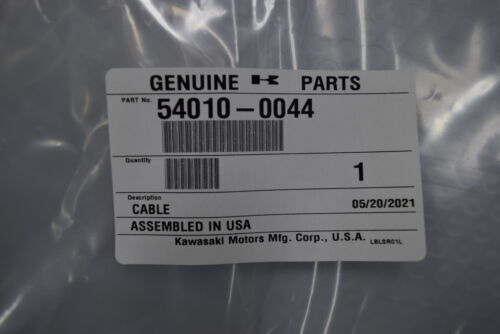 GENUINE PARTS
PART No.
54010-0044
Quantity
1
Description
CABLE 05/20/2021
ASSEMBLED IN USA
Kawasaki Motors Mfg. Corp., U.S.A. LBLSR01L